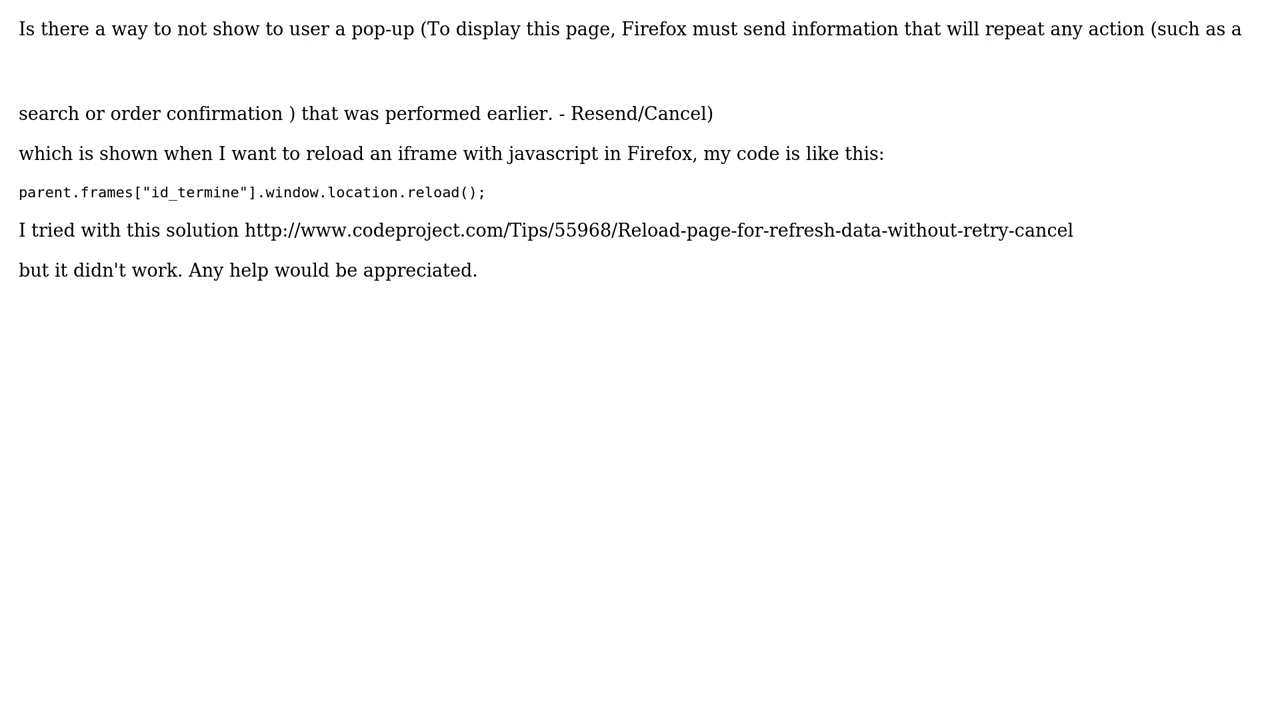 Is there a way to not show to user a pop-up (To display this page, Firefox must send information that will repeat any action (such as a
search or order confirmation ) that was performed earlier. - Resend/Cancel)
which is shown when I want to reload an iframe with javascript in Firefox, my code is like this:
parent.frames["id_termine"].window.location.reload();
I tried with this solution http://www.codeproject.com/Tips/55968/Reload-page-for-refresh-data-without-retry-cancel
but it didn't work. Any help would be appreciated.